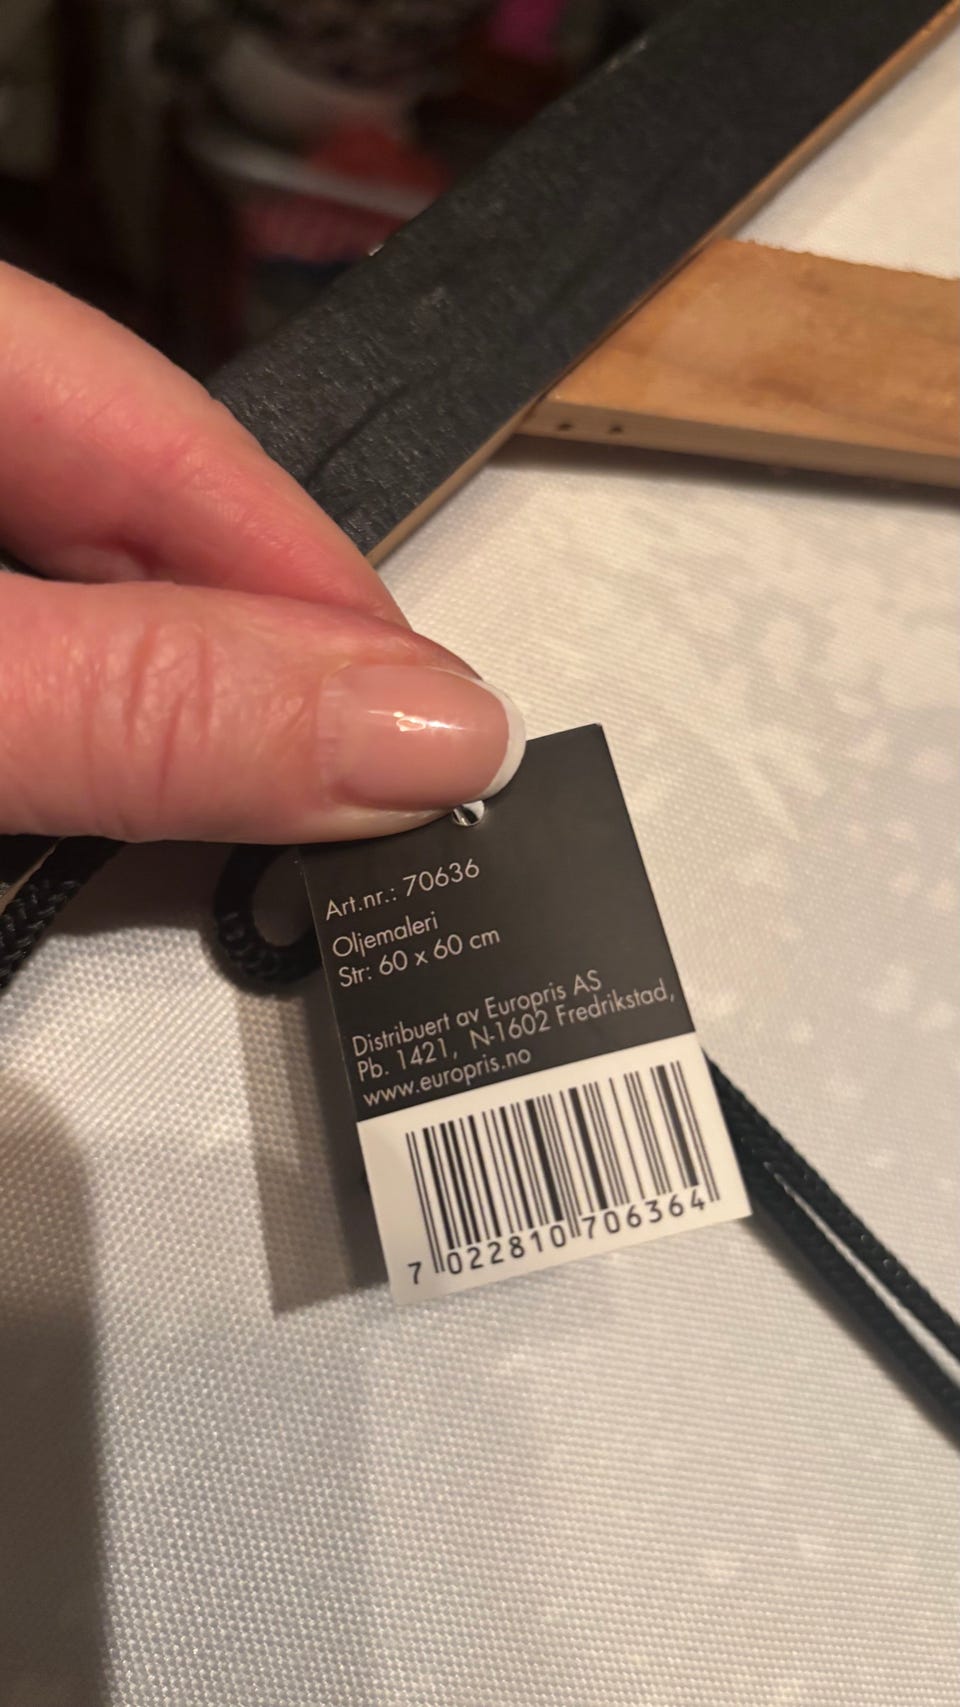 Art.nr.: 70636
Oljemaleri
Str: 60 x 60 cm
Distribuert av Europris AS
Pb. 1421, N-1602 Fredrikstad,
www.europris.no
7 022810 706364